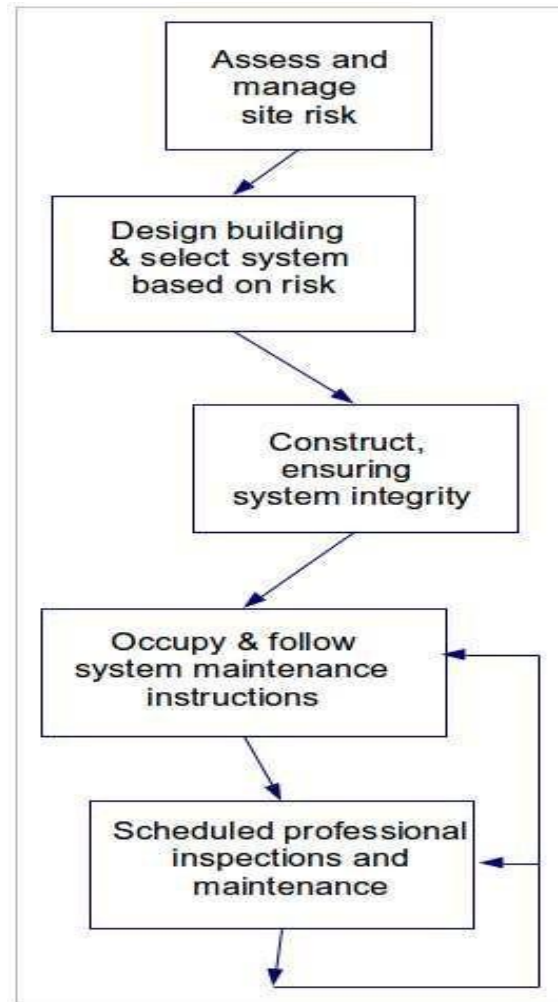 Assess and
manage
site risk
Design building
& select system
based on risk
Construct,
ensuring
system integrity
Occupy & follow
system maintenance
instructions
Scheduled professional
inspections and
maintenance